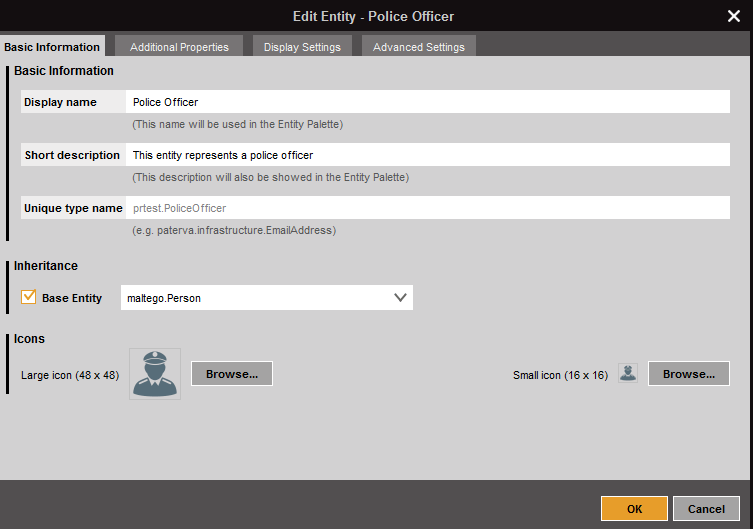 Edit Entity - Police Officer
Basic Information Additional Properties Display Settings Advanced Settings
Basic Information
Display name Police Officer
(This name will be used in the Entity Palette)
Short description This entity represents a police officer
(This description will also be showed in the Entity Palette)
Unique type name prtest.PoliceOfficer
(e.g. paterva.infrastructure.EmailAddress)
Inheritance
Base Entity maltego.Person
Icons
Large icon (48 x 48) Browse... Small icon (16 x 16) Browse...
OK Cancel